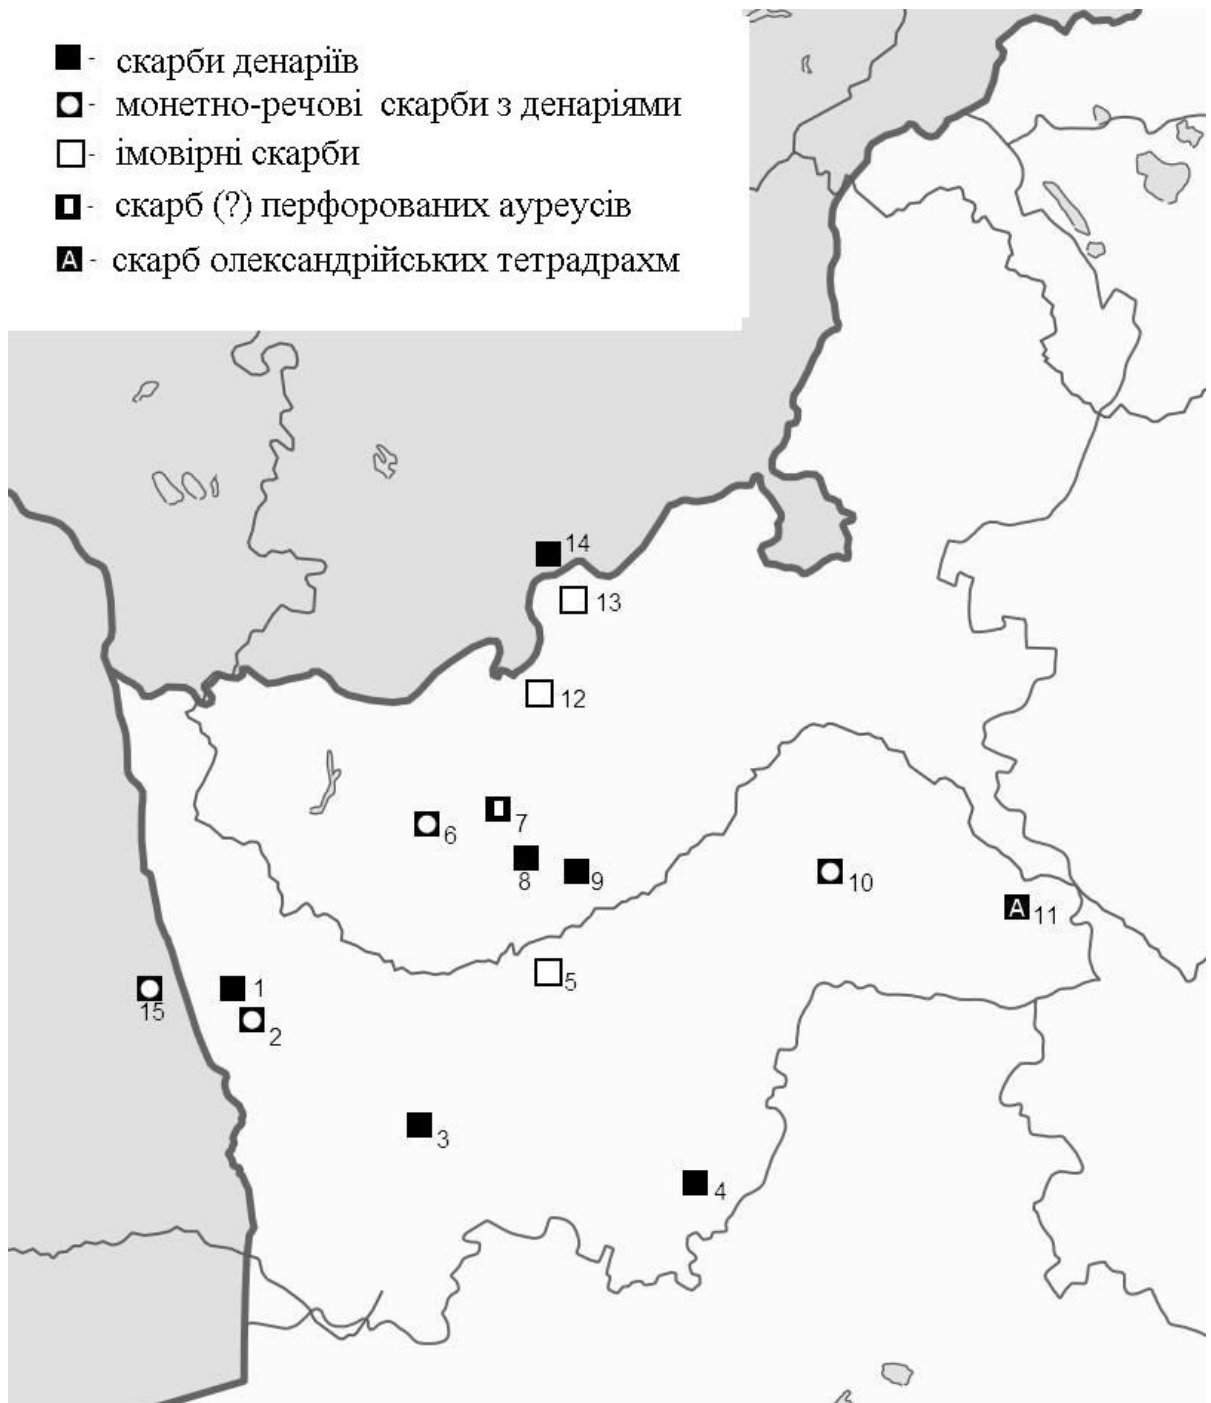 - скарби денаріїв
- монетно-речові скарби з денаріями
- імовірні скарби
- скарб (?) перфорованих ауреусів
А - скарб олександрійських тетрадрахм
14
13
12
7
6
8
9
10
А 11
5
1
15
2
3
4